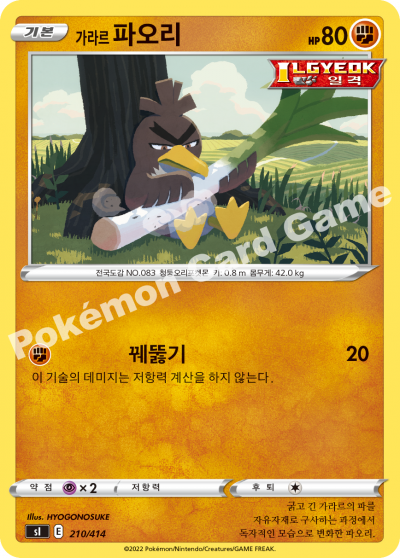 기본 가라르 파오리 HP 80
ILGYEOK
일격
전국도감 NO.083 청둥오리포켓몬 키: 0.8 m 몸무게: 42.0 kg
Pokémon Card Game
꿰뚫기 20
이 기술의 데미지는 저항력 계산을 하지 않는다.
약점 ×2 저항력 후퇴
Illus. HYOGONOSUKE
굵고 긴 가라르의 파를
자유자재로 구사하는 과정에서
독자적인 모습으로 변화한 파오리.
sI E 210/414
©2022 Pokémon/Nintendo/Creatures/GAME FREAK.